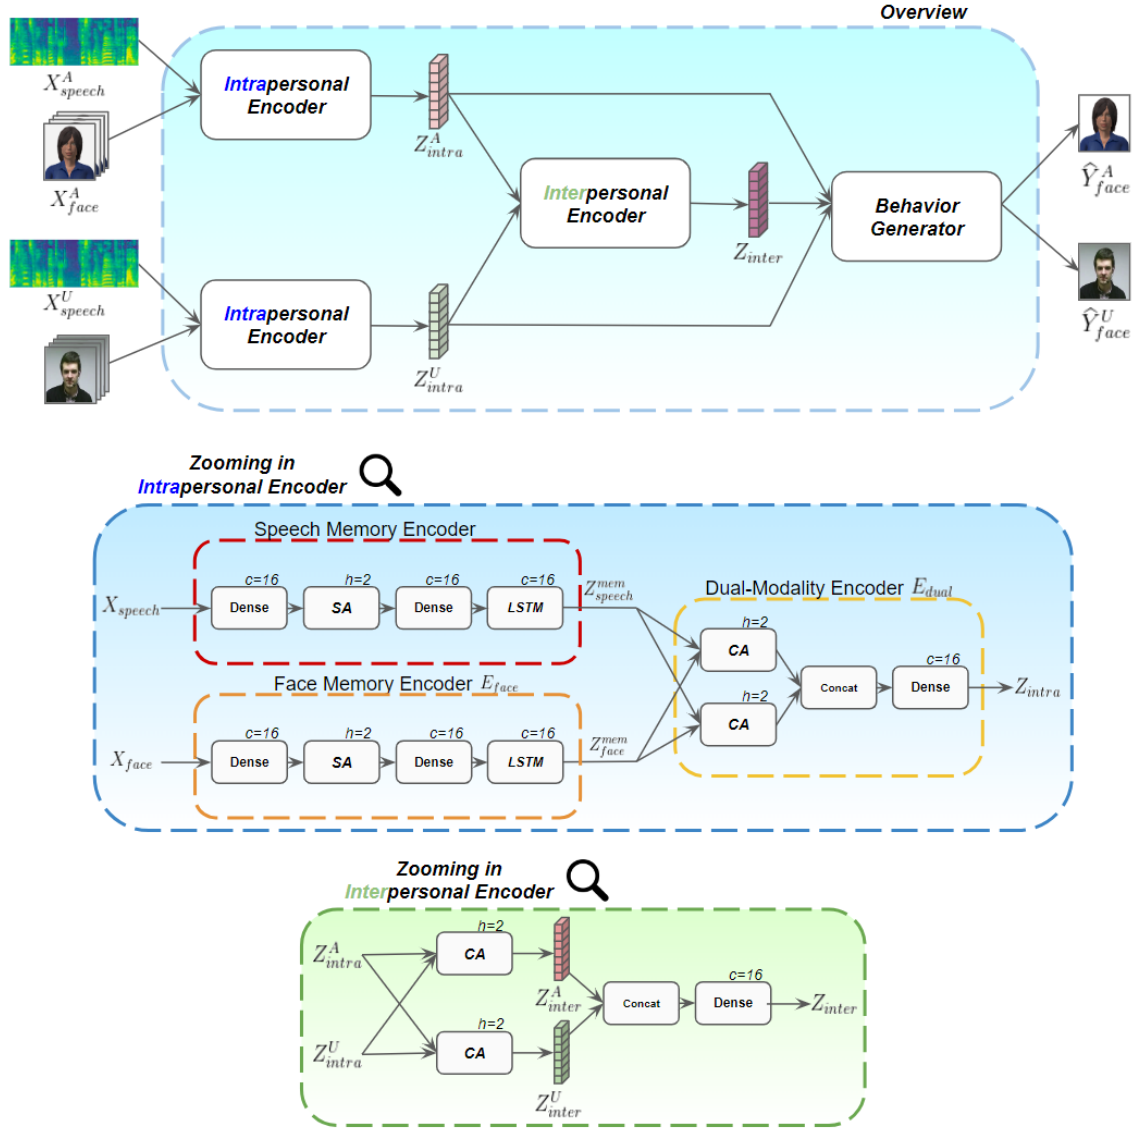 Overview
X^A_speech
X^A_face
X^U_speech
Intrapersonal
Encoder
Z^A_intra
Interpersonal
Encoder
Z_inter
Behavior
Generator
Intrapersonal
Encoder
Z^U_intra
Ŷ^A_face
Ŷ^U_face
Zooming in
Intrapersonal Encoder
Speech Memory Encoder
X_speech
c=16
Dense
h=2
SA
c=16
Dense
c=16
LSTM
Z^mem_speech
Face Memory Encoder E_face
X_face
c=16
Dense
h=2
SA
c=16
Dense
c=16
LSTM
Z^mem_face
Dual-Modality Encoder E_dual
h=2
CA
h=2
CA
Concat
c=16
Dense
Z_intra
Zooming in
Interpersonal Encoder
Z^A_intra
Z^U_intra
h=2
CA
h=2
CA
Z^A_inter
Z^U_inter
Concat
c=16
Dense
Z_inter